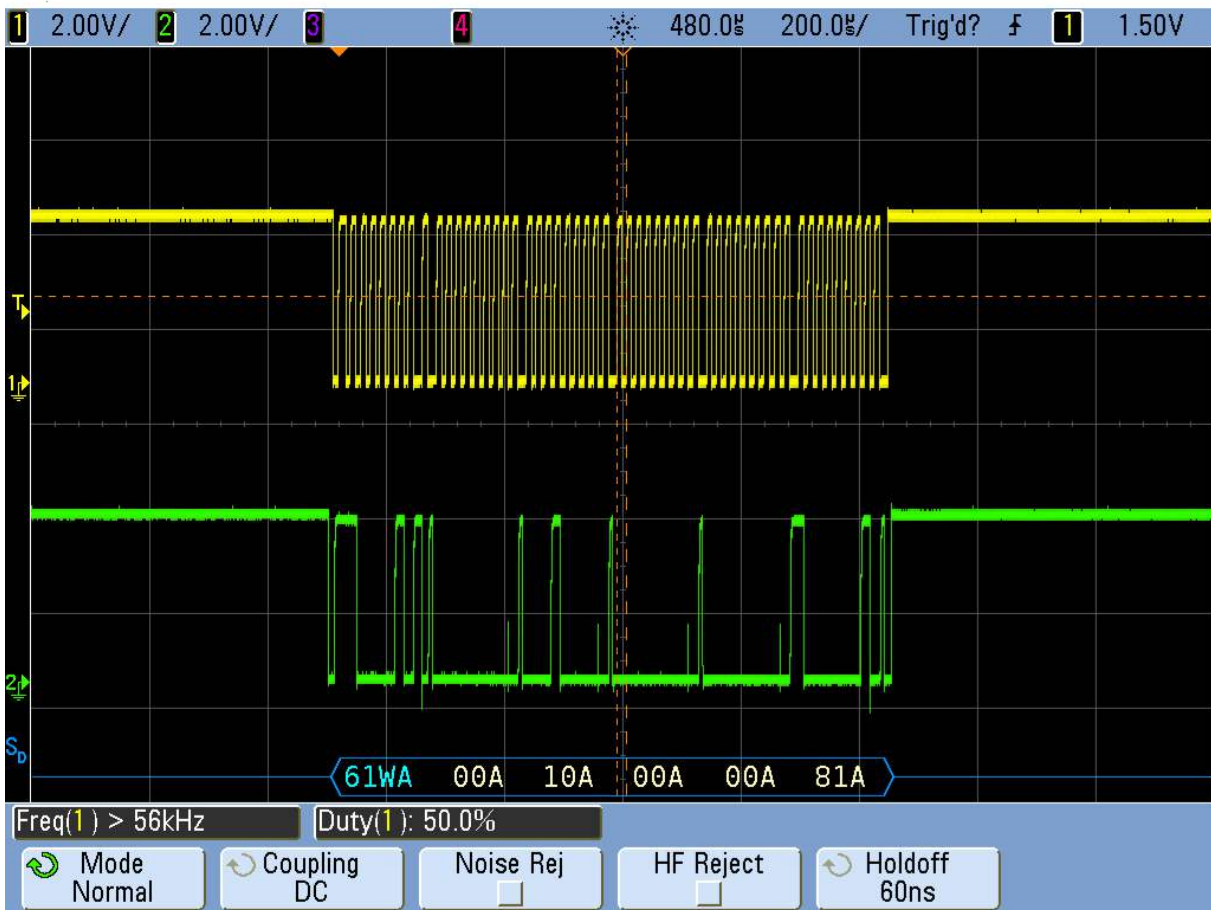 1 2.00V/ 2 2.00V/ 3 4 480.0µs 200.0µs/ Trig'd? 1 1.50V
T
1
2
SD
61WA 00A 10A 00A 00A 81A
Freq(1) > 56kHz Duty(1): 50.0%
Mode Coupling Noise Rej HF Reject Holdoff
Normal DC 60ns